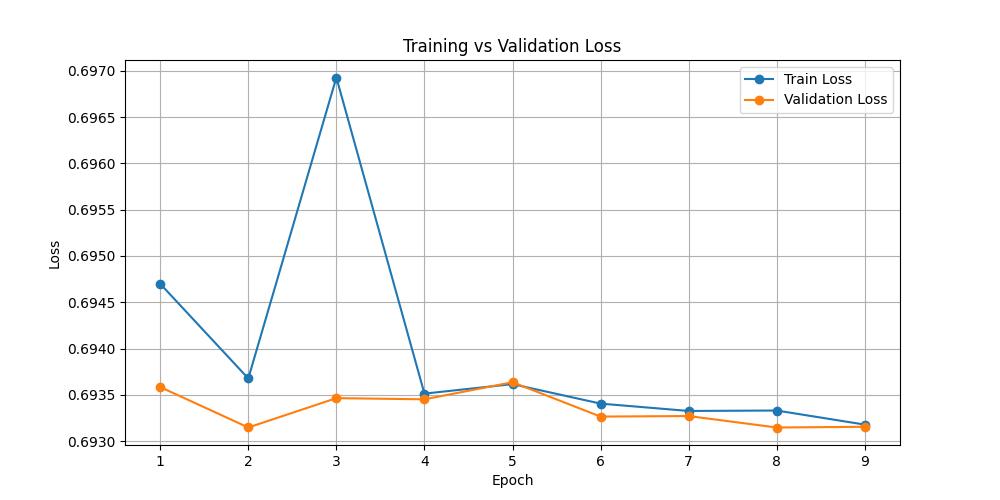 Training vs Validation Loss
Train Loss
Validation Loss
Loss
0.6970
0.6965
0.6960
0.6955
0.6950
0.6945
0.6940
0.6935
0.6930
1 2 3 4 5 6 7 8 9
Epoch